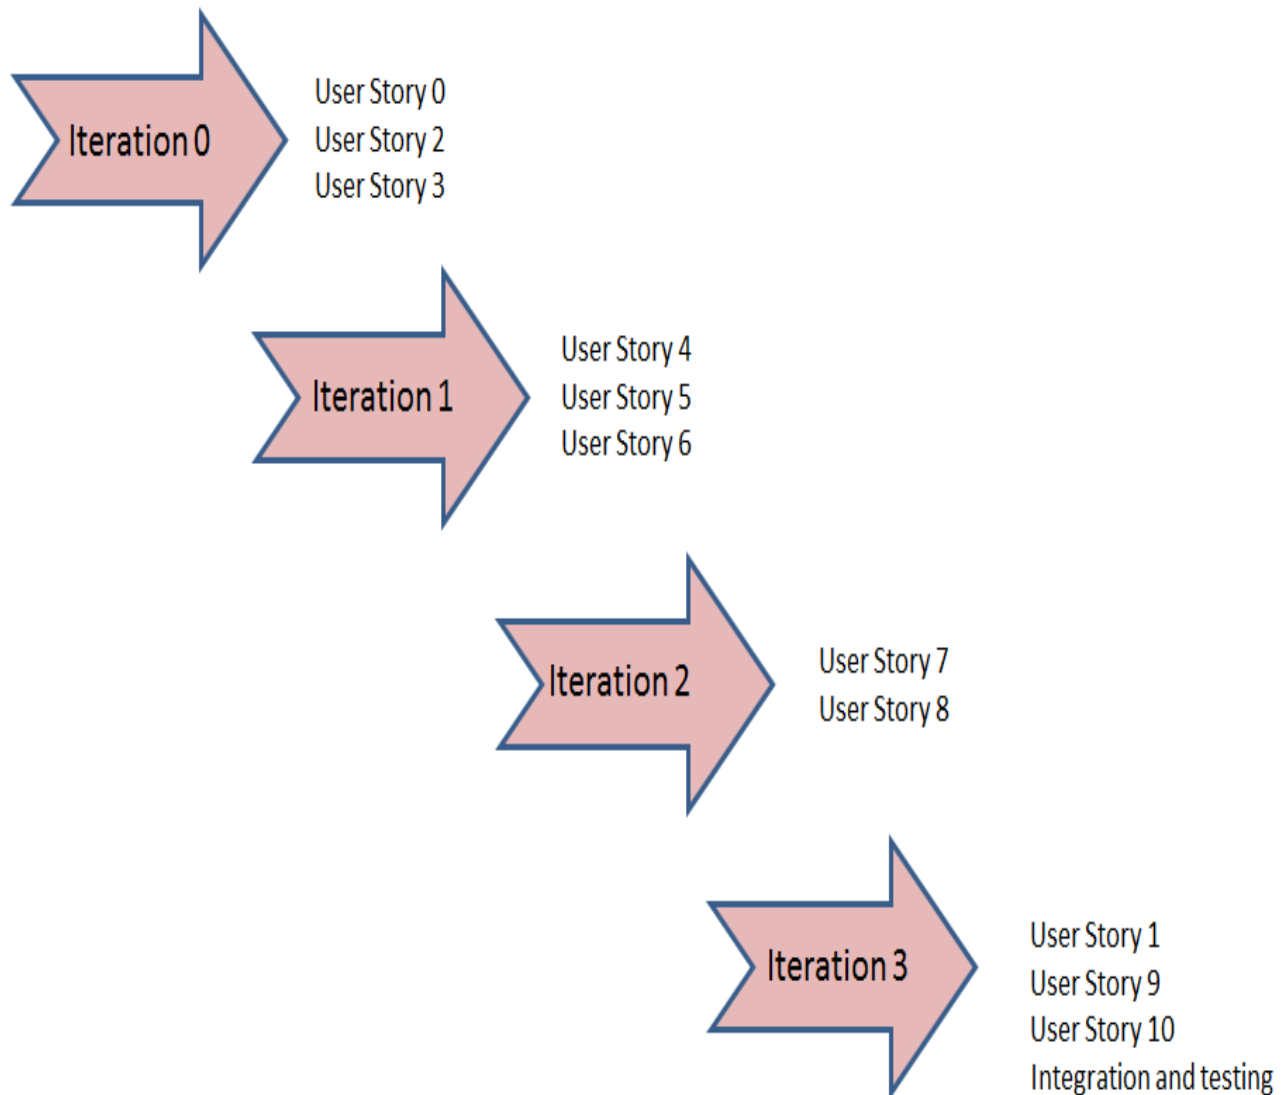 Iteration 0
User Story 0
User Story 2
User Story 3
Iteration 1
User Story 4
User Story 5
User Story 6
Iteration 2
User Story 7
User Story 8
Iteration 3
User Story 1
User Story 9
User Story 10
Integration and testing